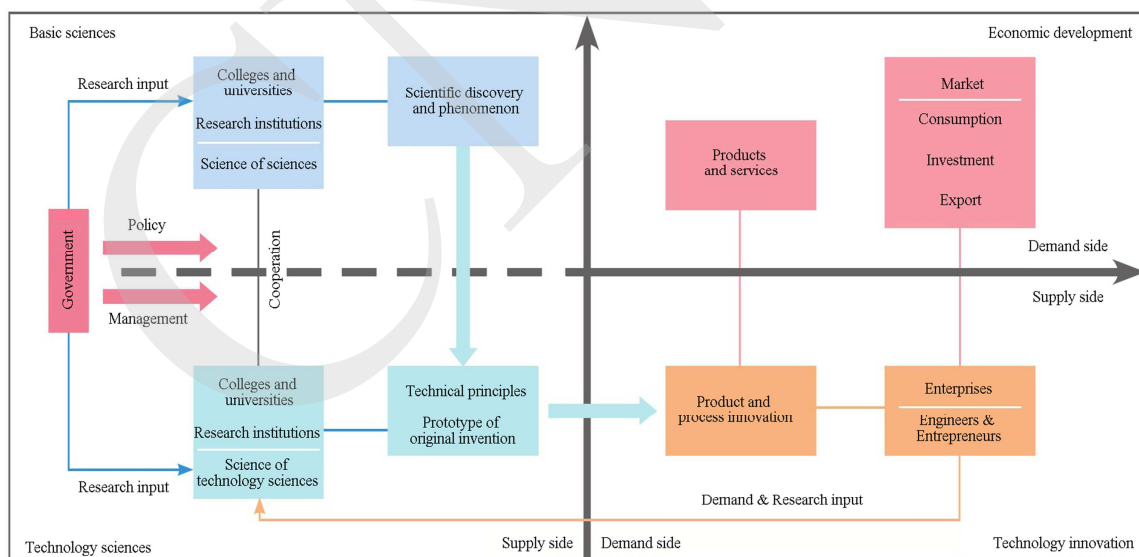 Basic sciences
Economic development
Research input
Colleges and
universities
Research institutions
Science of sciences
Scientific discovery
and phenomenon
Market
Consumption
Investment
Export
Products
and services
Government
Policy
Management
Cooperation
Demand side
Supply side
Colleges and
universities
Research institutions
Science of
technology sciences
Technical principles
Prototype of
original invention
Product and
process innovation
Enterprises
Engineers &
Entrepreneurs
Research input
Demand & Research input
Technology sciences
Supply side
Demand side
Technology innovation